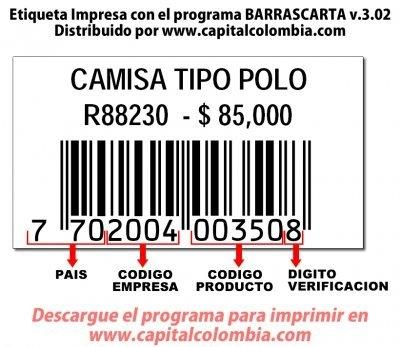 Etiqueta Impresa con el programa BARRASCARTA v.3.02
Distribuido por www.capitalcolombia.com
CAMISA TIPO POLO
R88230 - $ 85,000
7 702004 003508
PAIS CODIGO EMPRESA CODIGO PRODUCTO DIGITO VERIFICACION
Descargue el programa para imprimir en
www.capitalcolombia.com